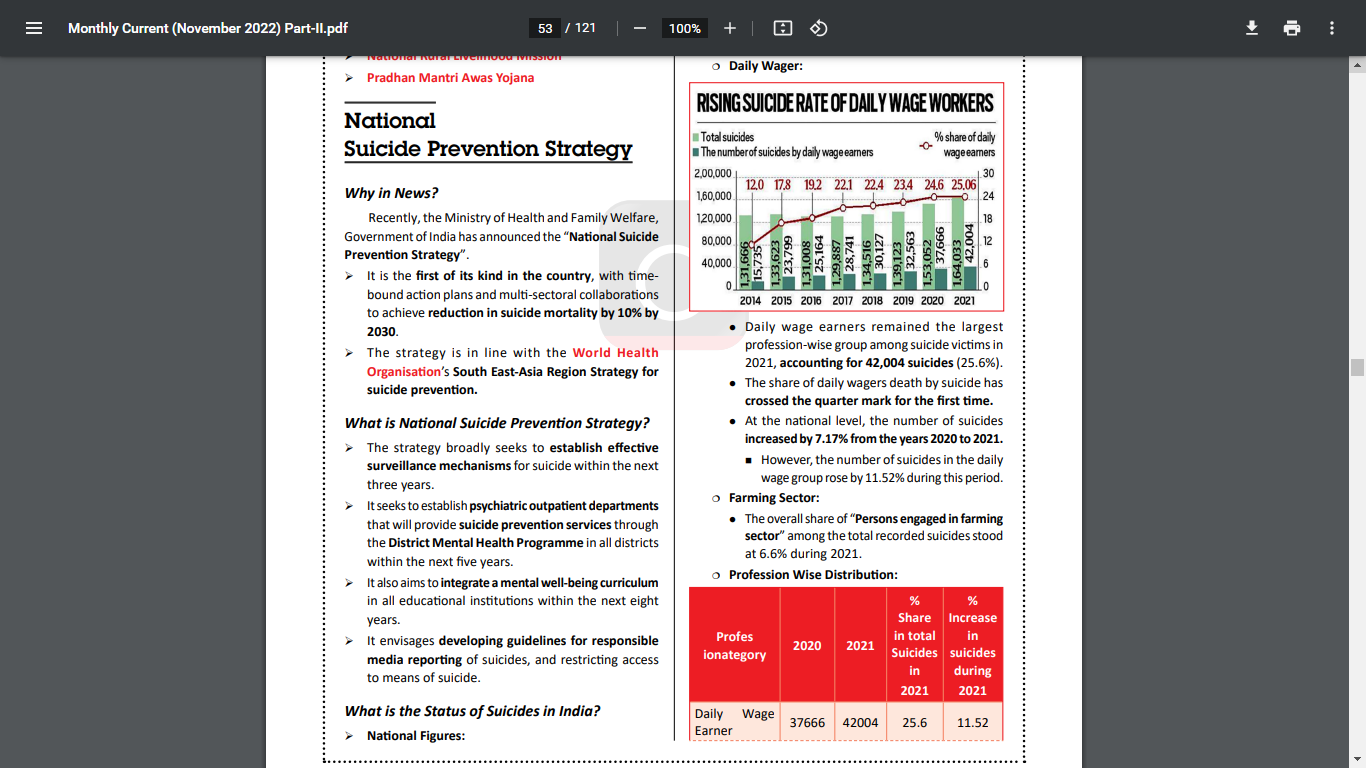 Monthly Current (November 2022) Part-II.pdf
53 / 121
100%
National Rural Livelihood Mission
➢ Pradhan Mantri Awas Yojana
National
Suicide Prevention Strategy
Why in News?
Recently, the Ministry of Health and Family Welfare,
Government of India has announced the “National Suicide
Prevention Strategy”.
➢ It is the first of its kind in the country, with time-
bound action plans and multi-sectoral collaborations
to achieve reduction in suicide mortality by 10% by
2030.
➢ The strategy is in line with the World Health
Organisation’s South East-Asia Region Strategy for
suicide prevention.
What is National Suicide Prevention Strategy?
➢ The strategy broadly seeks to establish effective
surveillance mechanisms for suicide within the next
three years.
➢ It seeks to establish psychiatric outpatient departments
that will provide suicide prevention services through
the District Mental Health Programme in all districts
within the next five years.
➢ It also aims to integrate a mental well-being curriculum
in all educational institutions within the next eight
years.
➢ It envisages developing guidelines for responsible
media reporting of suicides, and restricting access
to means of suicide.
What is the Status of Suicides in India?
➢ National Figures:
Daily Wager:
RISING SUICIDE RATE OF DAILY WAGE WORKERS
Total suicides
The number of suicides by daily wage earners
% share of daily
wage earners
2,00,000
1,60,000
1,20,000
80,000
40,000
0
12.0 17.8 19.2 22.1 22.4 23.4 24.6 25.06
30
24
18
12
6
0
1,31,666 15,735
1,33,623 23,799
1,31,008 25,164
1,29,887 28,741
1,34,516 30,127
1,39,123 32,563
1,53,052 37,666
1,64,033 42,004
2014 2015 2016 2017 2018 2019 2020 2021
• Daily wage earners remained the largest
profession-wise group among suicide victims in
2021, accounting for 42,004 suicides (25.6%).
• The share of daily wagers death by suicide has
crossed the quarter mark for the first time.
• At the national level, the number of suicides
increased by 7.17% from the years 2020 to 2021.
■ However, the number of suicides in the daily
wage group rose by 11.52% during this period.
Farming Sector:
• The overall share of “Persons engaged in farming
sector” among the total recorded suicides stood
at 6.6% during 2021.
Profession Wise Distribution:
Profes
ionategory
2020
2021
%
Share
in total
Suicides
in
2021
%
Increase
in
suicides
during
2021
Daily Wage
Earner
37666
42004
25.6
11.52